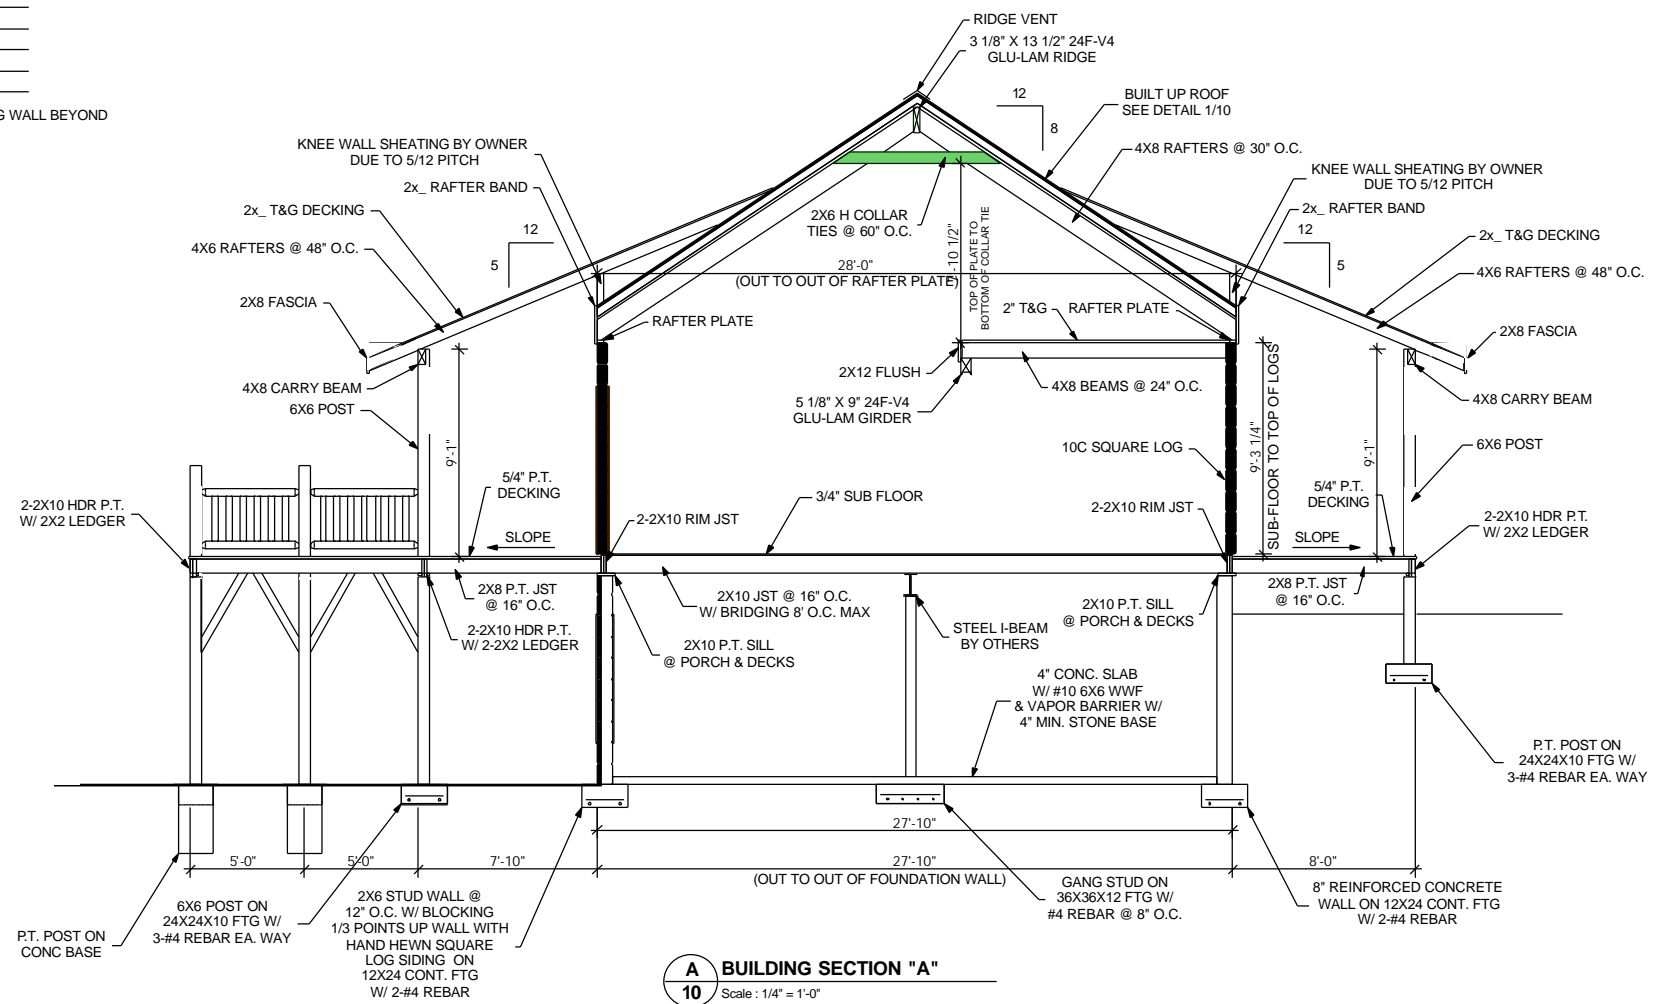 RIDGE VENT
3 1/8" X 13 1/2" 24F-V4
GLU-LAM RIDGE
12
8
BUILT UP ROOF
SEE DETAIL 1/10
WALL BEYOND
KNEE WALL SHEATING BY OWNER
DUE TO 5/12 PITCH
4X8 RAFTERS @ 30" O.C.
KNEE WALL SHEATING BY OWNER
DUE TO 5/12 PITCH
2x_ RAFTER BAND
2x_ T&G DECKING
12
5
4X6 RAFTERS @ 48" O.C.
2X6 H COLLAR
TIES @ 60" O.C.
-10 1/2"
TOP OF PLATE TO
BOTTOM OF COLLAR TIE
2x_ RAFTER BAND
12
5
2x_ T&G DECKING
4X6 RAFTERS @ 48" O.C.
28'-0"
(OUT TO OUT OF RAFTER PLATE)
2X8 FASCIA
RAFTER PLATE
2" T&G
RAFTER PLATE
2X8 FASCIA
4X8 CARRY BEAM
6X6 POST
2X12 FLUSH
4X8 BEAMS @ 24" O.C.
5 1/8" X 9" 24F-V4
GLU-LAM GIRDER
4X8 CARRY BEAM
9'-1"
10C SQUARE LOG
9'-3 1/4"
SUB-FLOOR TO TOP OF LOGS
9'-1"
6X6 POST
5/4" P.T.
DECKING
3/4" SUB FLOOR
5/4" P.T.
DECKING
2-2X10 HDR P.T.
W/ 2X2 LEDGER
2-2X10 RIM JST
2-2X10 RIM JST
2-2X10 HDR P.T.
W/ 2X2 LEDGER
SLOPE
SLOPE
2X8 P.T. JST
@ 16" O.C.
2X10 JST @ 16" O.C.
W/ BRIDGING 8' O.C. MAX
2X10 P.T. SILL
@ PORCH & DECKS
2X8 P.T. JST
@ 16" O.C.
2-2X10 HDR P.T.
W/ 2-2X2 LEDGER
2X10 P.T. SILL
@ PORCH & DECKS
STEEL I-BEAM
BY OTHERS
4" CONC. SLAB
W/ #10 6X6 WWF
& VAPOR BARRIER W/
4" MIN. STONE BASE
P.T. POST ON
24X24X10 FTG W/
3-#4 REBAR EA. WAY
27'-10"
5'-0"
5'-0"
7'-10"
27'-10"
8'-0"
(OUT TO OUT OF FOUNDATION WALL)
P.T. POST ON
CONC BASE
6X6 POST ON
24X24X10 FTG W/
3-#4 REBAR EA. WAY
2X6 STUD WALL @
12" O.C. W/ BLOCKING
1/3 POINTS UP WALL WITH
HAND HEWN SQUARE
LOG SIDING ON
12X24 CONT. FTG
W/ 2-#4 REBAR
GANG STUD ON
36X36X12 FTG W/
#4 REBAR @ 8" O.C.
8" REINFORCED CONCRETE
WALL ON 12X24 CONT. FTG
W/ 2-#4 REBAR
A
10
BUILDING SECTION "A"
Scale : 1/4" = 1'-0"